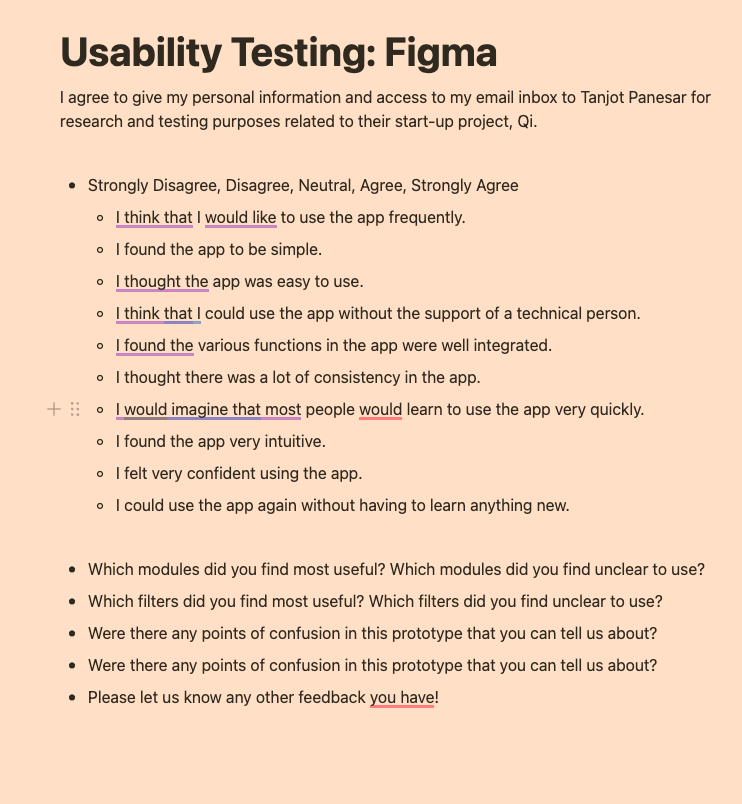 Usability Testing: Figma
I agree to give my personal information and access to my email inbox to Tanjot Panesar for
research and testing purposes related to their start-up project, Qi.
Strongly Disagree, Disagree, Neutral, Agree, Strongly Agree
I think that I would like to use the app frequently.
I found the app to be simple.
I thought the app was easy to use.
I think that I could use the app without the support of a technical person.
I found the various functions in the app were well integrated.
I thought there was a lot of consistency in the app.
I would imagine that most people would learn to use the app very quickly.
I found the app very intuitive.
I felt very confident using the app.
I could use the app again without having to learn anything new.
Which modules did you find most useful? Which modules did you find unclear to use?
Which filters did you find most useful? Which filters did you find unclear to use?
Were there any points of confusion in this prototype that you can tell us about?
Were there any points of confusion in this prototype that you can tell us about?
Please let us know any other feedback you have!